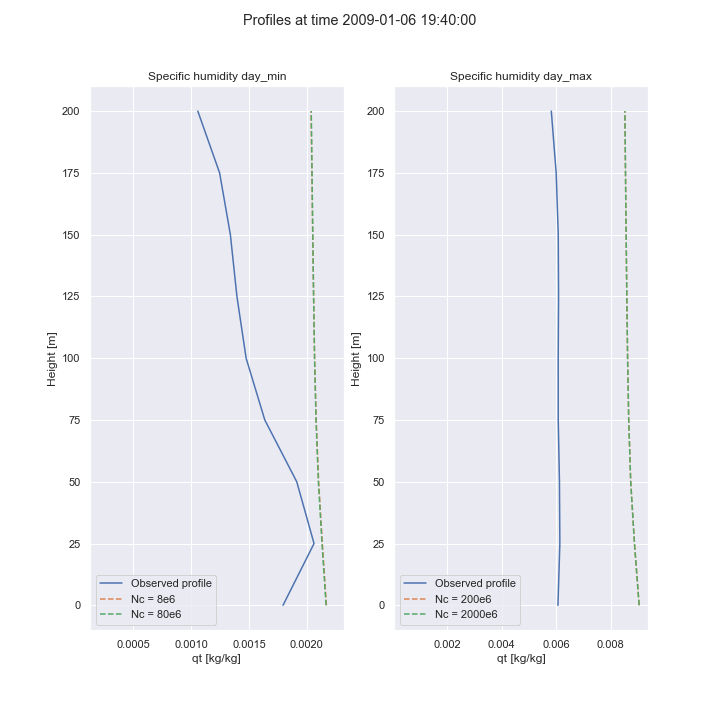 Profiles at time 2009-01-06 19:40:00
Specific humidity day_min
200
175
150
125
100
75
50
25
0
Height [m]
Observed profile
Nc = 8e6
Nc = 80e6
0.0005 0.0010 0.0015 0.0020
qt [kg/kg]
Specific humidity day_max
200
175
150
125
100
75
50
25
0
Height [m]
Observed profile
Nc = 200e6
Nc = 2000e6
0.002 0.004 0.006 0.008
qt [kg/kg]